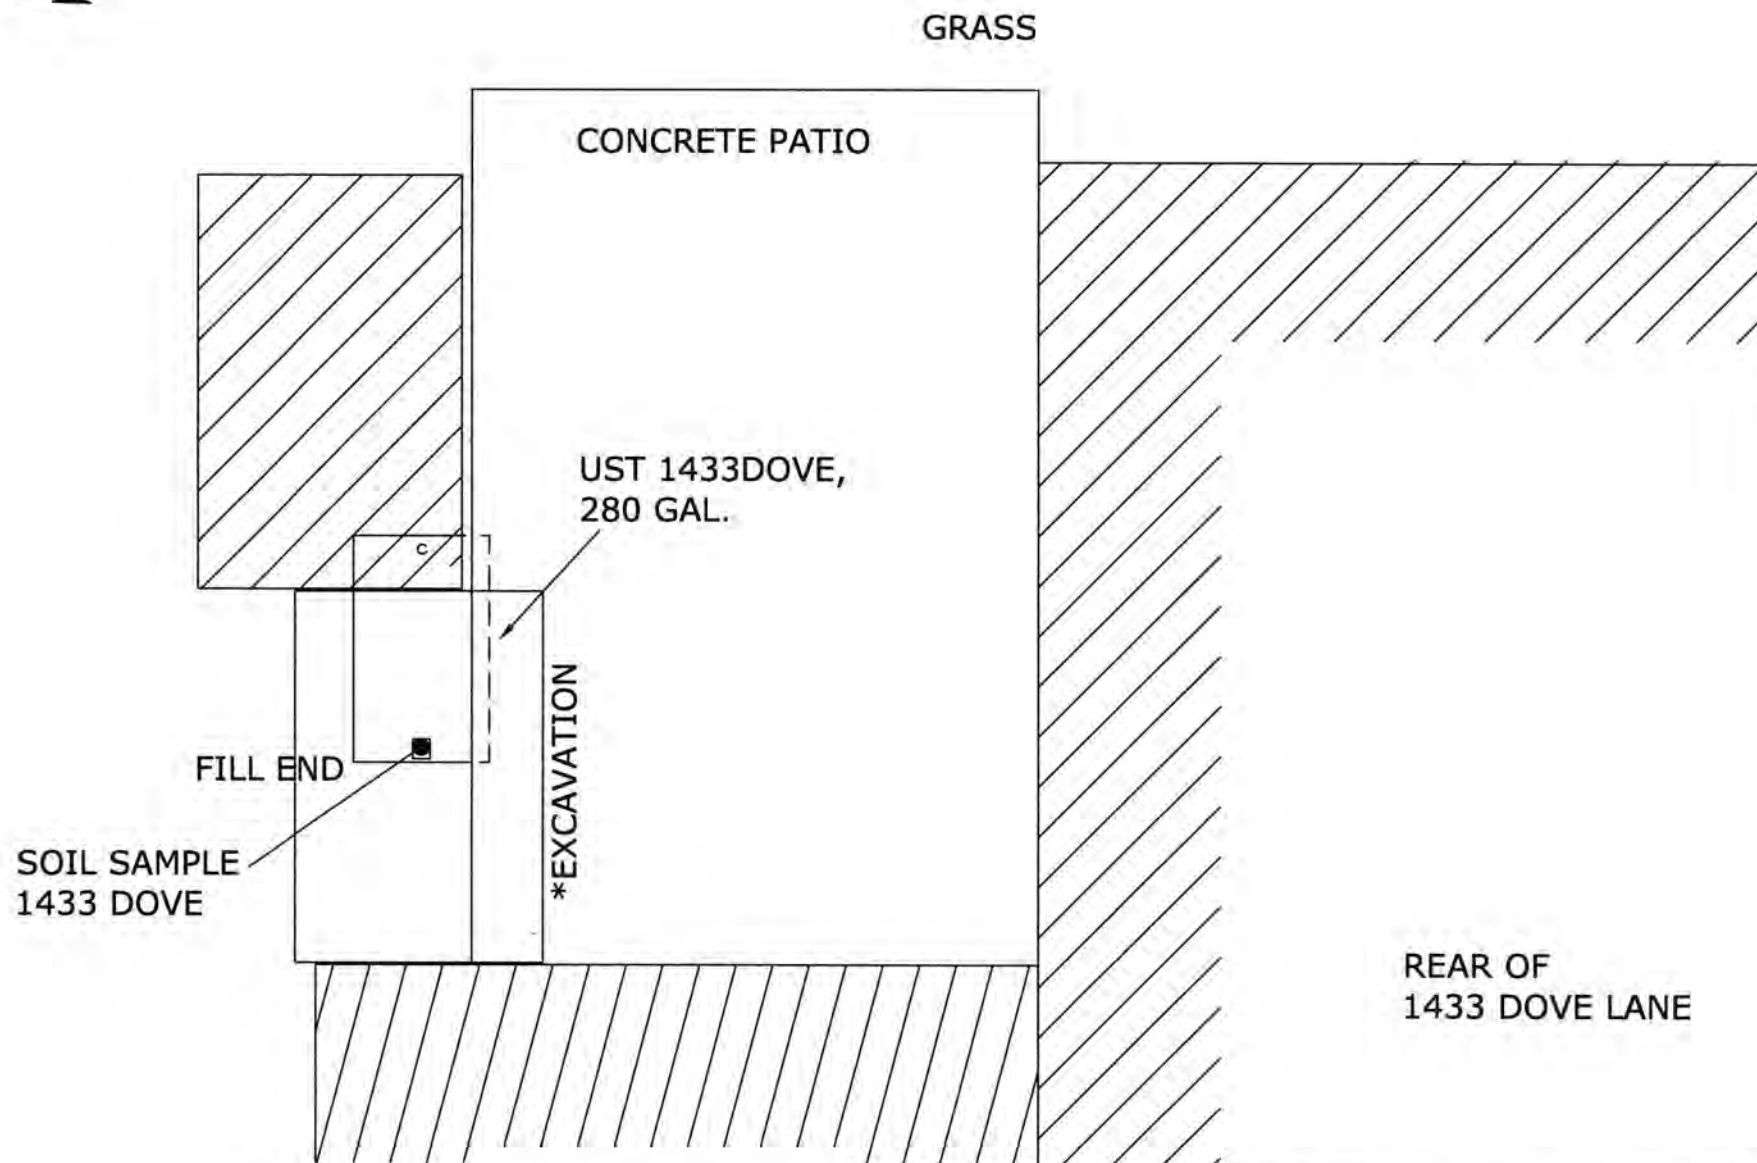 GRASS
CONCRETE PATIO
UST 1433DOVE,
280 GAL.
c
*EXCAVATION
FILL END
SOIL SAMPLE
1433 DOVE
REAR OF
1433 DOVE LANE